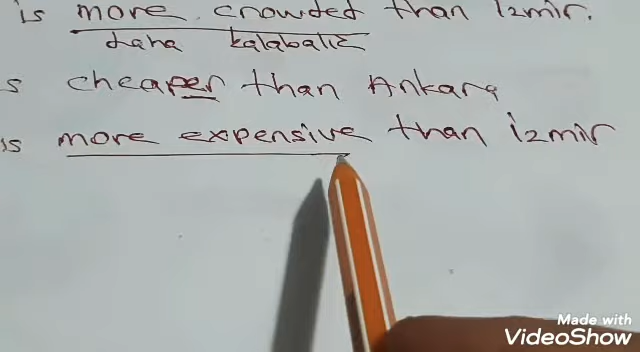 is more crowded than İzmir.
daha kalabalık
s cheaper than Ankara
is more expensive than İzmir
Made with
VideoShow